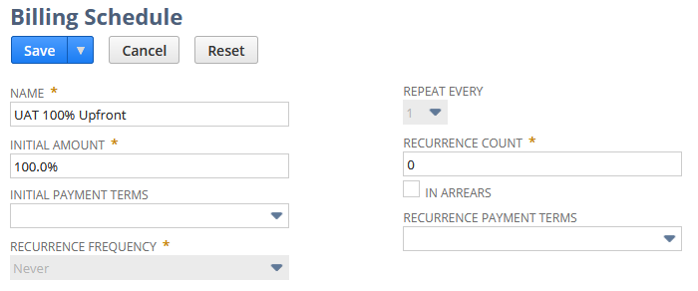 Billing Schedule
Save
Cancel
Reset
NAME *
UAT 100% Upfront
INITIAL AMOUNT *
100.0%
INITIAL PAYMENT TERMS
RECURRENCE FREQUENCY *
Never
REPEAT EVERY
1
RECURRENCE COUNT *
0
IN ARREARS
RECURRENCE PAYMENT TERMS